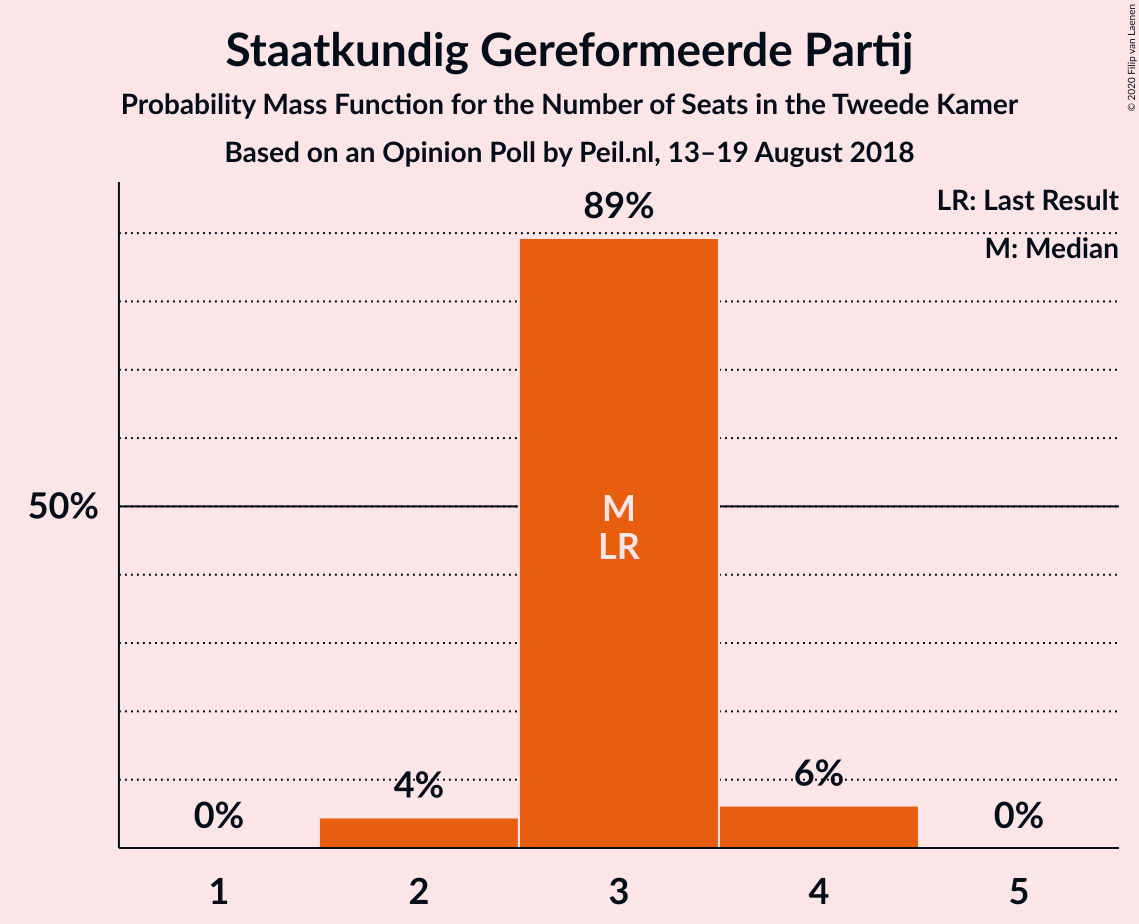 Staatkundig Gereformeerde Partij
Probability Mass Function for the Number of Seats in the Tweede Kamer
Based on an Opinion Poll by Peil.nl, 13–19 August 2018
© 2020 Filip van Laenen
LR: Last Result
M: Median
89%
50%
M
LR
4%
6%
0%
0%
1 2 3 4 5